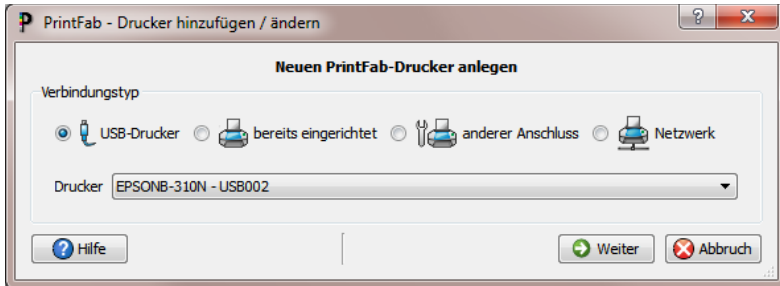 PrintFab - Drucker hinzufügen / ändern
Neuen PrintFab-Drucker anlegen
Verbindungstyp
USB-Drucker bereits eingerichtet anderer Anschluss Netzwerk
Drucker EPSONB-310N - USB002
Hilfe Weiter Abbruch